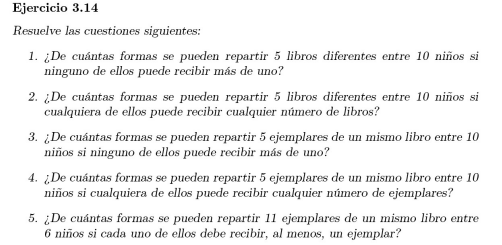 Ejercicio 3.14
Resuelve las cuestiones siguientes:
1. ¿De cuántas formas se pueden repartir 5 libros diferentes entre 10 niños si
ninguno de ellos puede recibir más de uno?
2. ¿De cuántas formas se pueden repartir 5 libros diferentes entre 10 niños si
cualquiera de ellos puede recibir cualquier número de libros?
3. ¿De cuántas formas se pueden repartir 5 ejemplares de un mismo libro entre 10
niños si ninguno de ellos puede recibir más de uno?
4. ¿De cuántas formas se pueden repartir 5 ejemplares de un mismo libro entre 10
niños si cualquiera de ellos puede recibir cualquier número de ejemplares?
5. ¿De cuántas formas se pueden repartir 11 ejemplares de un mismo libro entre
6 niños si cada uno de ellos debe recibir, al menos, un ejemplar?